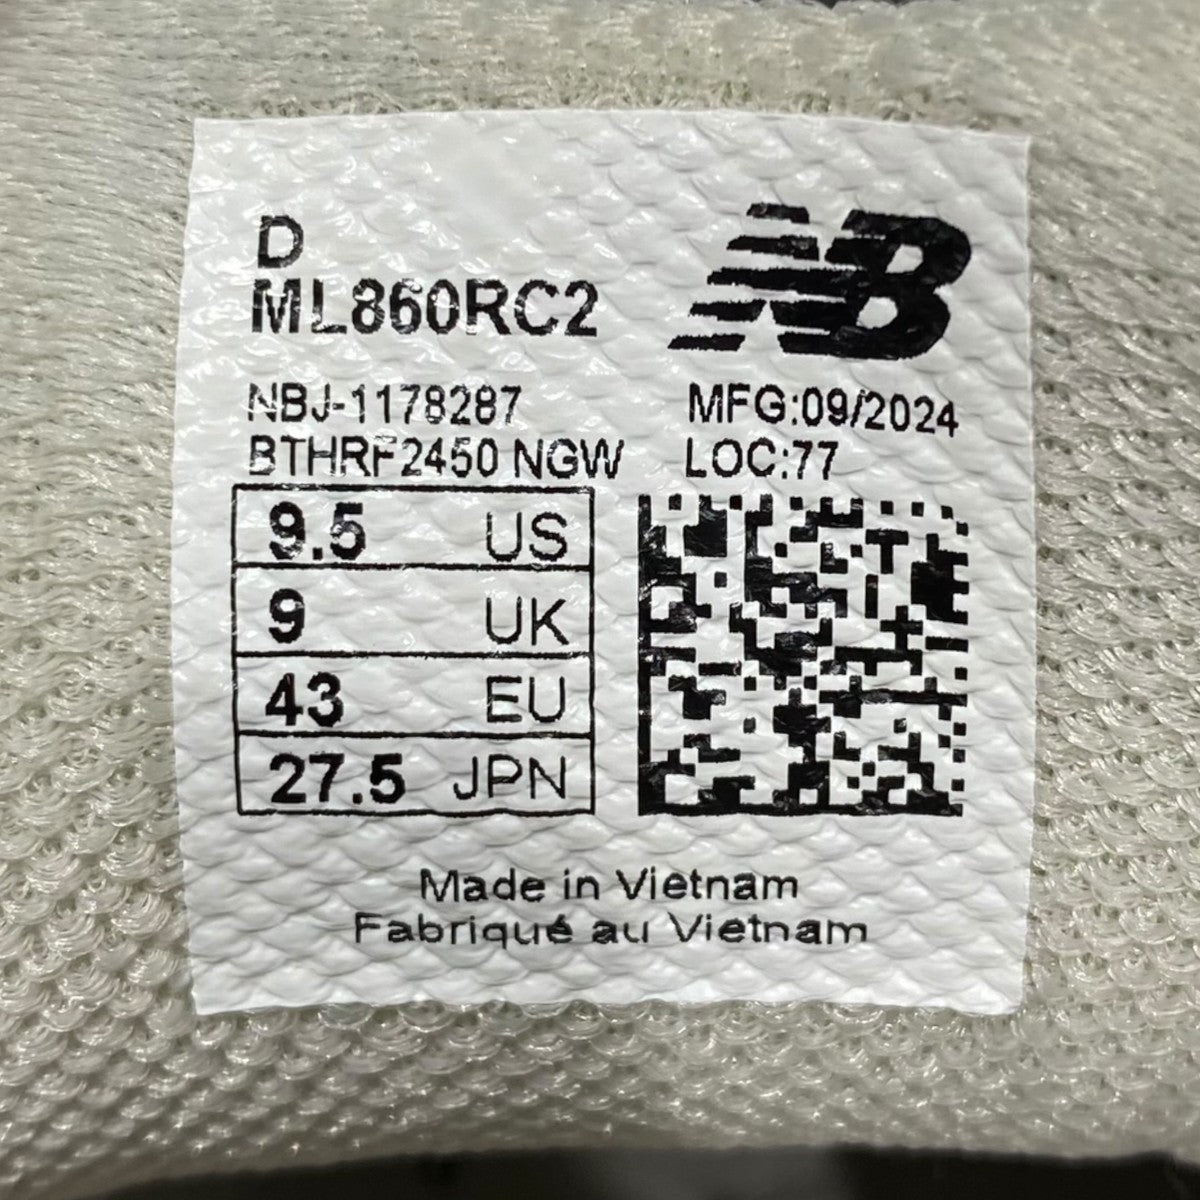 D
ML860RC2
NB
NBJ-1178287
MFG:09/2024
BTHRF2450 NGW
LOC:77
9.5 US
9 UK
43 EU
27.5 JPN
Made in Vietnam
Fabriqué au Vietnam